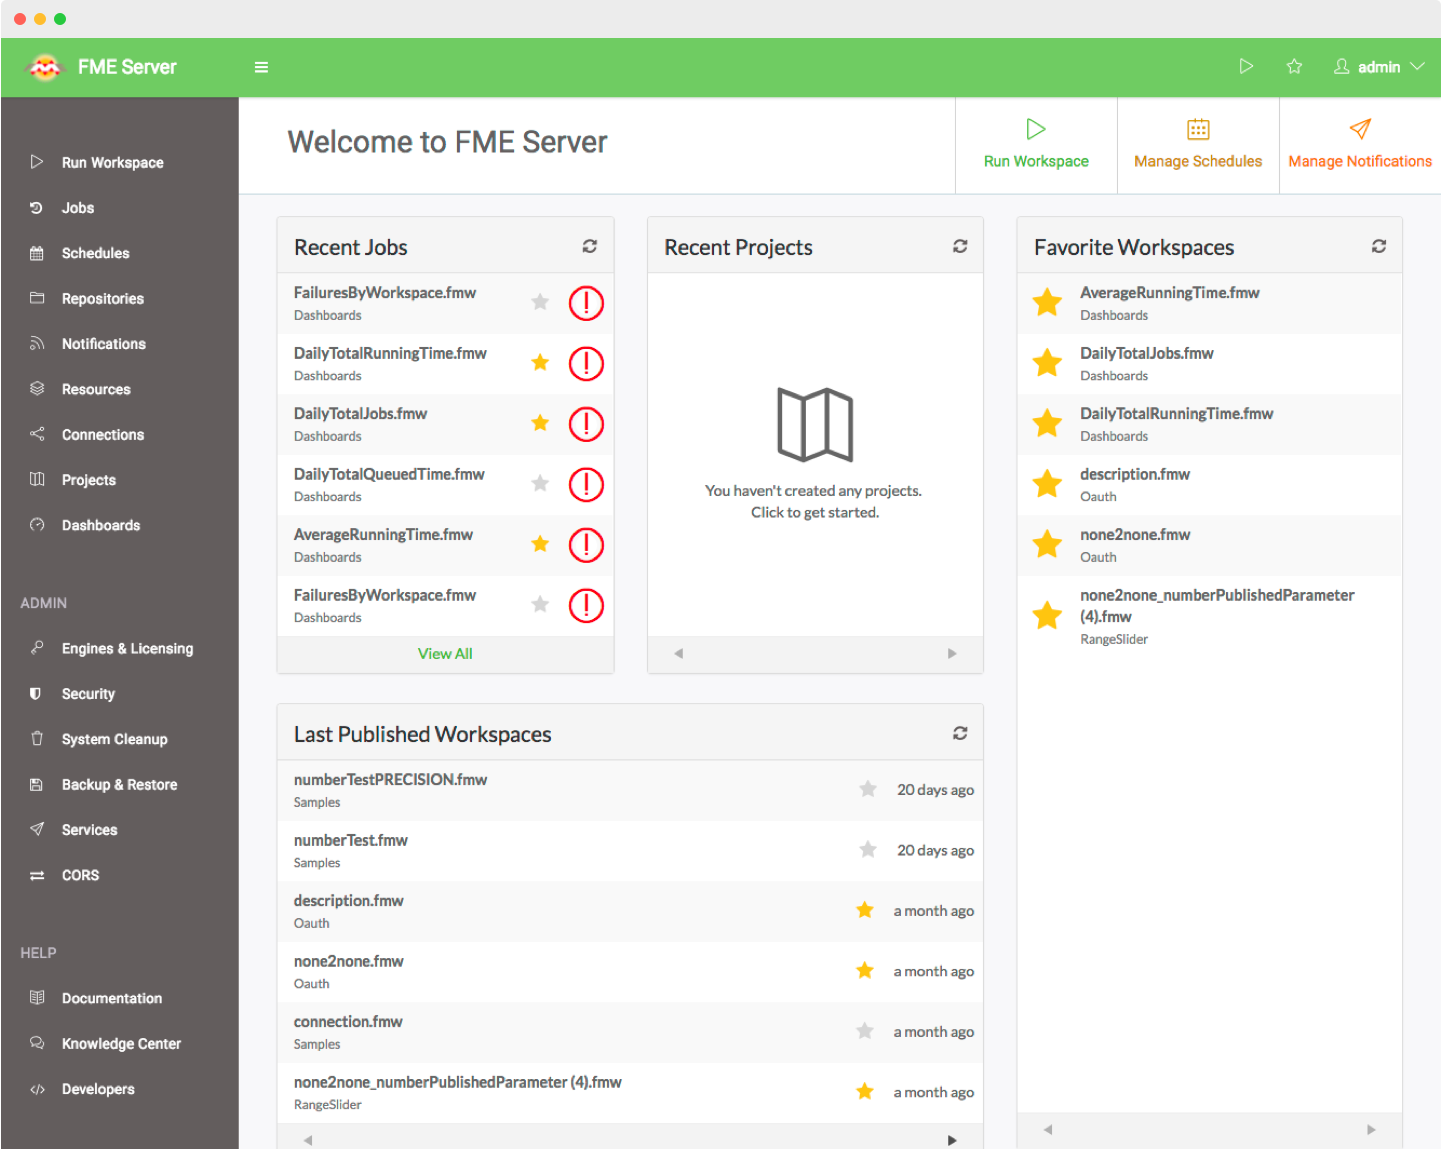 FME Server
admin
Run Workspace
Jobs
Schedules
Repositories
Notifications
Resources
Connections
Projects
Dashboards
ADMIN
Engines & Licensing
Security
System Cleanup
Backup & Restore
Services
CORS
HELP
Documentation
Knowledge Center
Developers
Welcome to FME Server
Run Workspace
Manage Schedules
Manage Notifications
Recent Jobs
FailuresByWorkspace.fmw
Dashboards
DailyTotalRunningTime.fmw
Dashboards
DailyTotalJobs.fmw
Dashboards
DailyTotalQueuedTime.fmw
Dashboards
AverageRunningTime.fmw
Dashboards
FailuresByWorkspace.fmw
Dashboards
View All
Recent Projects
You haven't created any projects.
Click to get started.
Favorite Workspaces
AverageRunningTime.fmw
Dashboards
DailyTotalJobs.fmw
Dashboards
DailyTotalRunningTime.fmw
Dashboards
description.fmw
Oauth
none2none.fmw
Oauth
none2none_numberPublishedParameter
(4).fmw
RangeSlider
Last Published Workspaces
numberTestPRECISION.fmw
Samples
20 days ago
numberTest.fmw
Samples
20 days ago
description.fmw
Oauth
a month ago
none2none.fmw
Oauth
a month ago
connection.fmw
Samples
a month ago
none2none_numberPublishedParameter (4).fmw
RangeSlider
a month ago